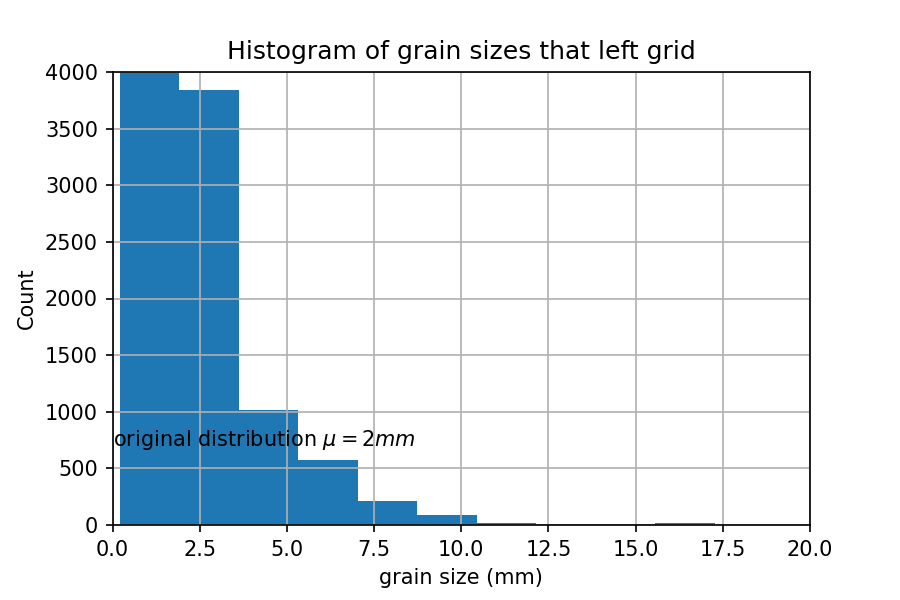 Histogram of grain sizes that left grid
4000
3500
3000
2500
2000
1500
1000
500
0
Count
original distribution μ = 2mm
0.0 2.5 5.0 7.5 10.0 12.5 15.0 17.5 20.0
grain size (mm)